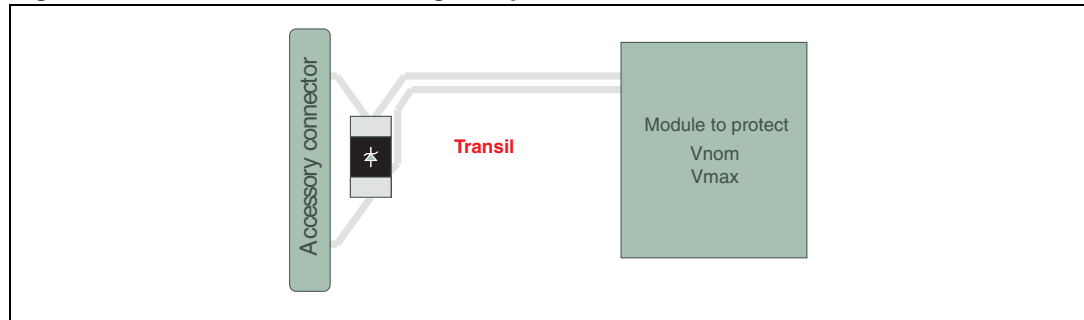 Accessory connector
Transil
Module to protect
Vnom
Vmax